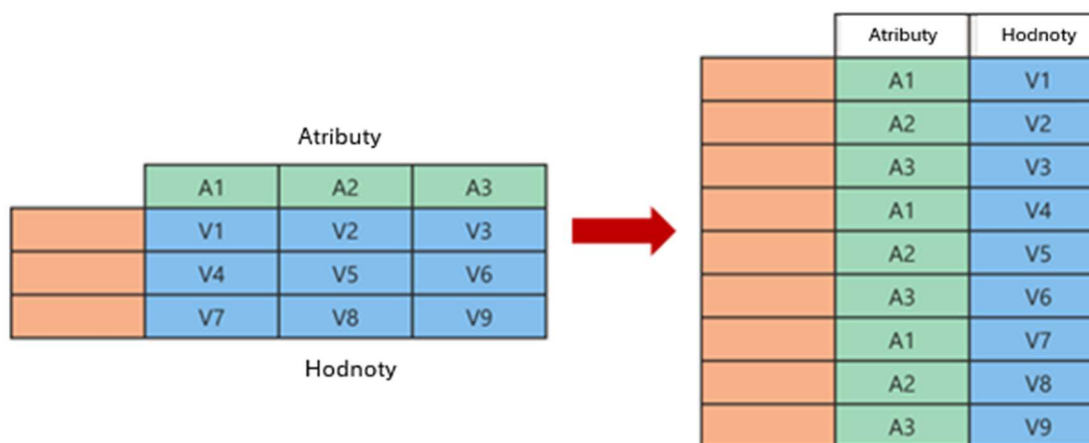 Atributy
A1 A2 A3
V1 V2 V3
V4 V5 V6
V7 V8 V9
Hodnoty
Atributy Hodnoty
A1 V1
A2 V2
A3 V3
A1 V4
A2 V5
A3 V6
A1 V7
A2 V8
A3 V9